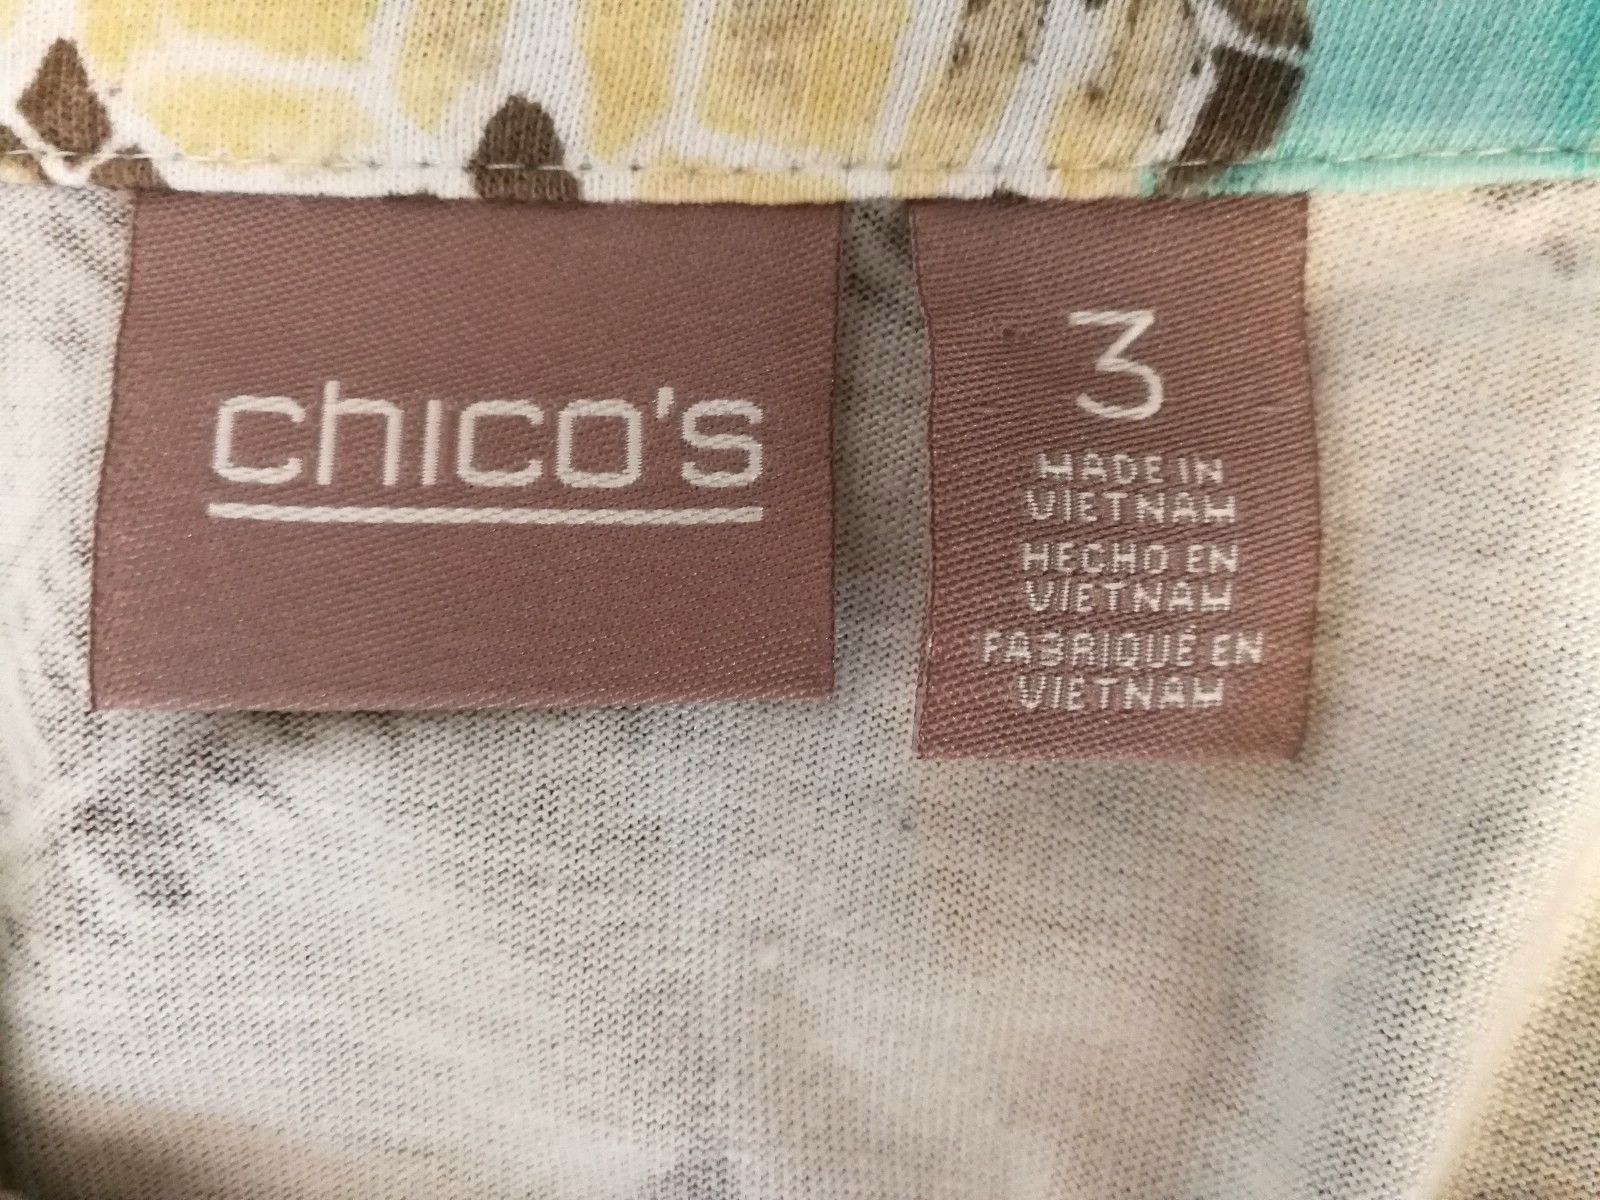 chico's
3
MADE IN
VIETNAM
HECHO EN
VIETNAM
FABRIQUÉ EN
VIETNAM